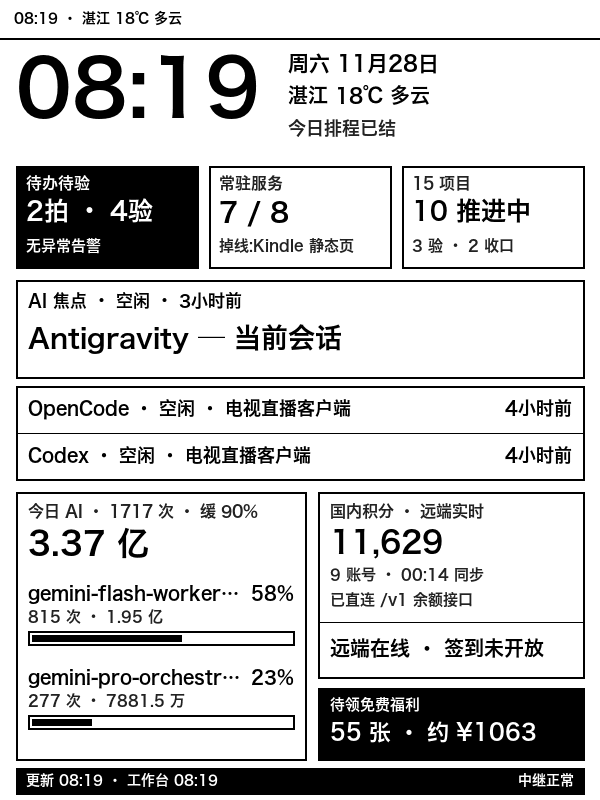 08:19 · 湛江 18℃ 多云
08:19
周六 11月28日
湛江 18℃ 多云
今日排程已结
待办待验
2拍 · 4验
无异常告警
常驻服务
7 / 8
掉线:Kindle 静态页
15 项目
10 推进中
3 验 · 2 收口
AI 焦点 · 空闲 · 3小时前
Antigravity — 当前会话
OpenCode · 空闲 · 电视直播客户端 4小时前
Codex · 空闲 · 电视直播客户端 4小时前
今日 AI · 1717 次 · 缓 90%
3.37 亿
gemini-flash-worker… 58%
815 次 · 1.95 亿
gemini-pro-orchestr… 23%
277 次 · 7881.5 万
国内积分 · 远端实时
11,629
9 账号 · 00:14 同步
已直连 /v1 余额接口
远端在线 · 签到未开放
待领免费福利
55 张 · 约 ¥1063
更新 08:19 · 工作台 08:19 中继正常